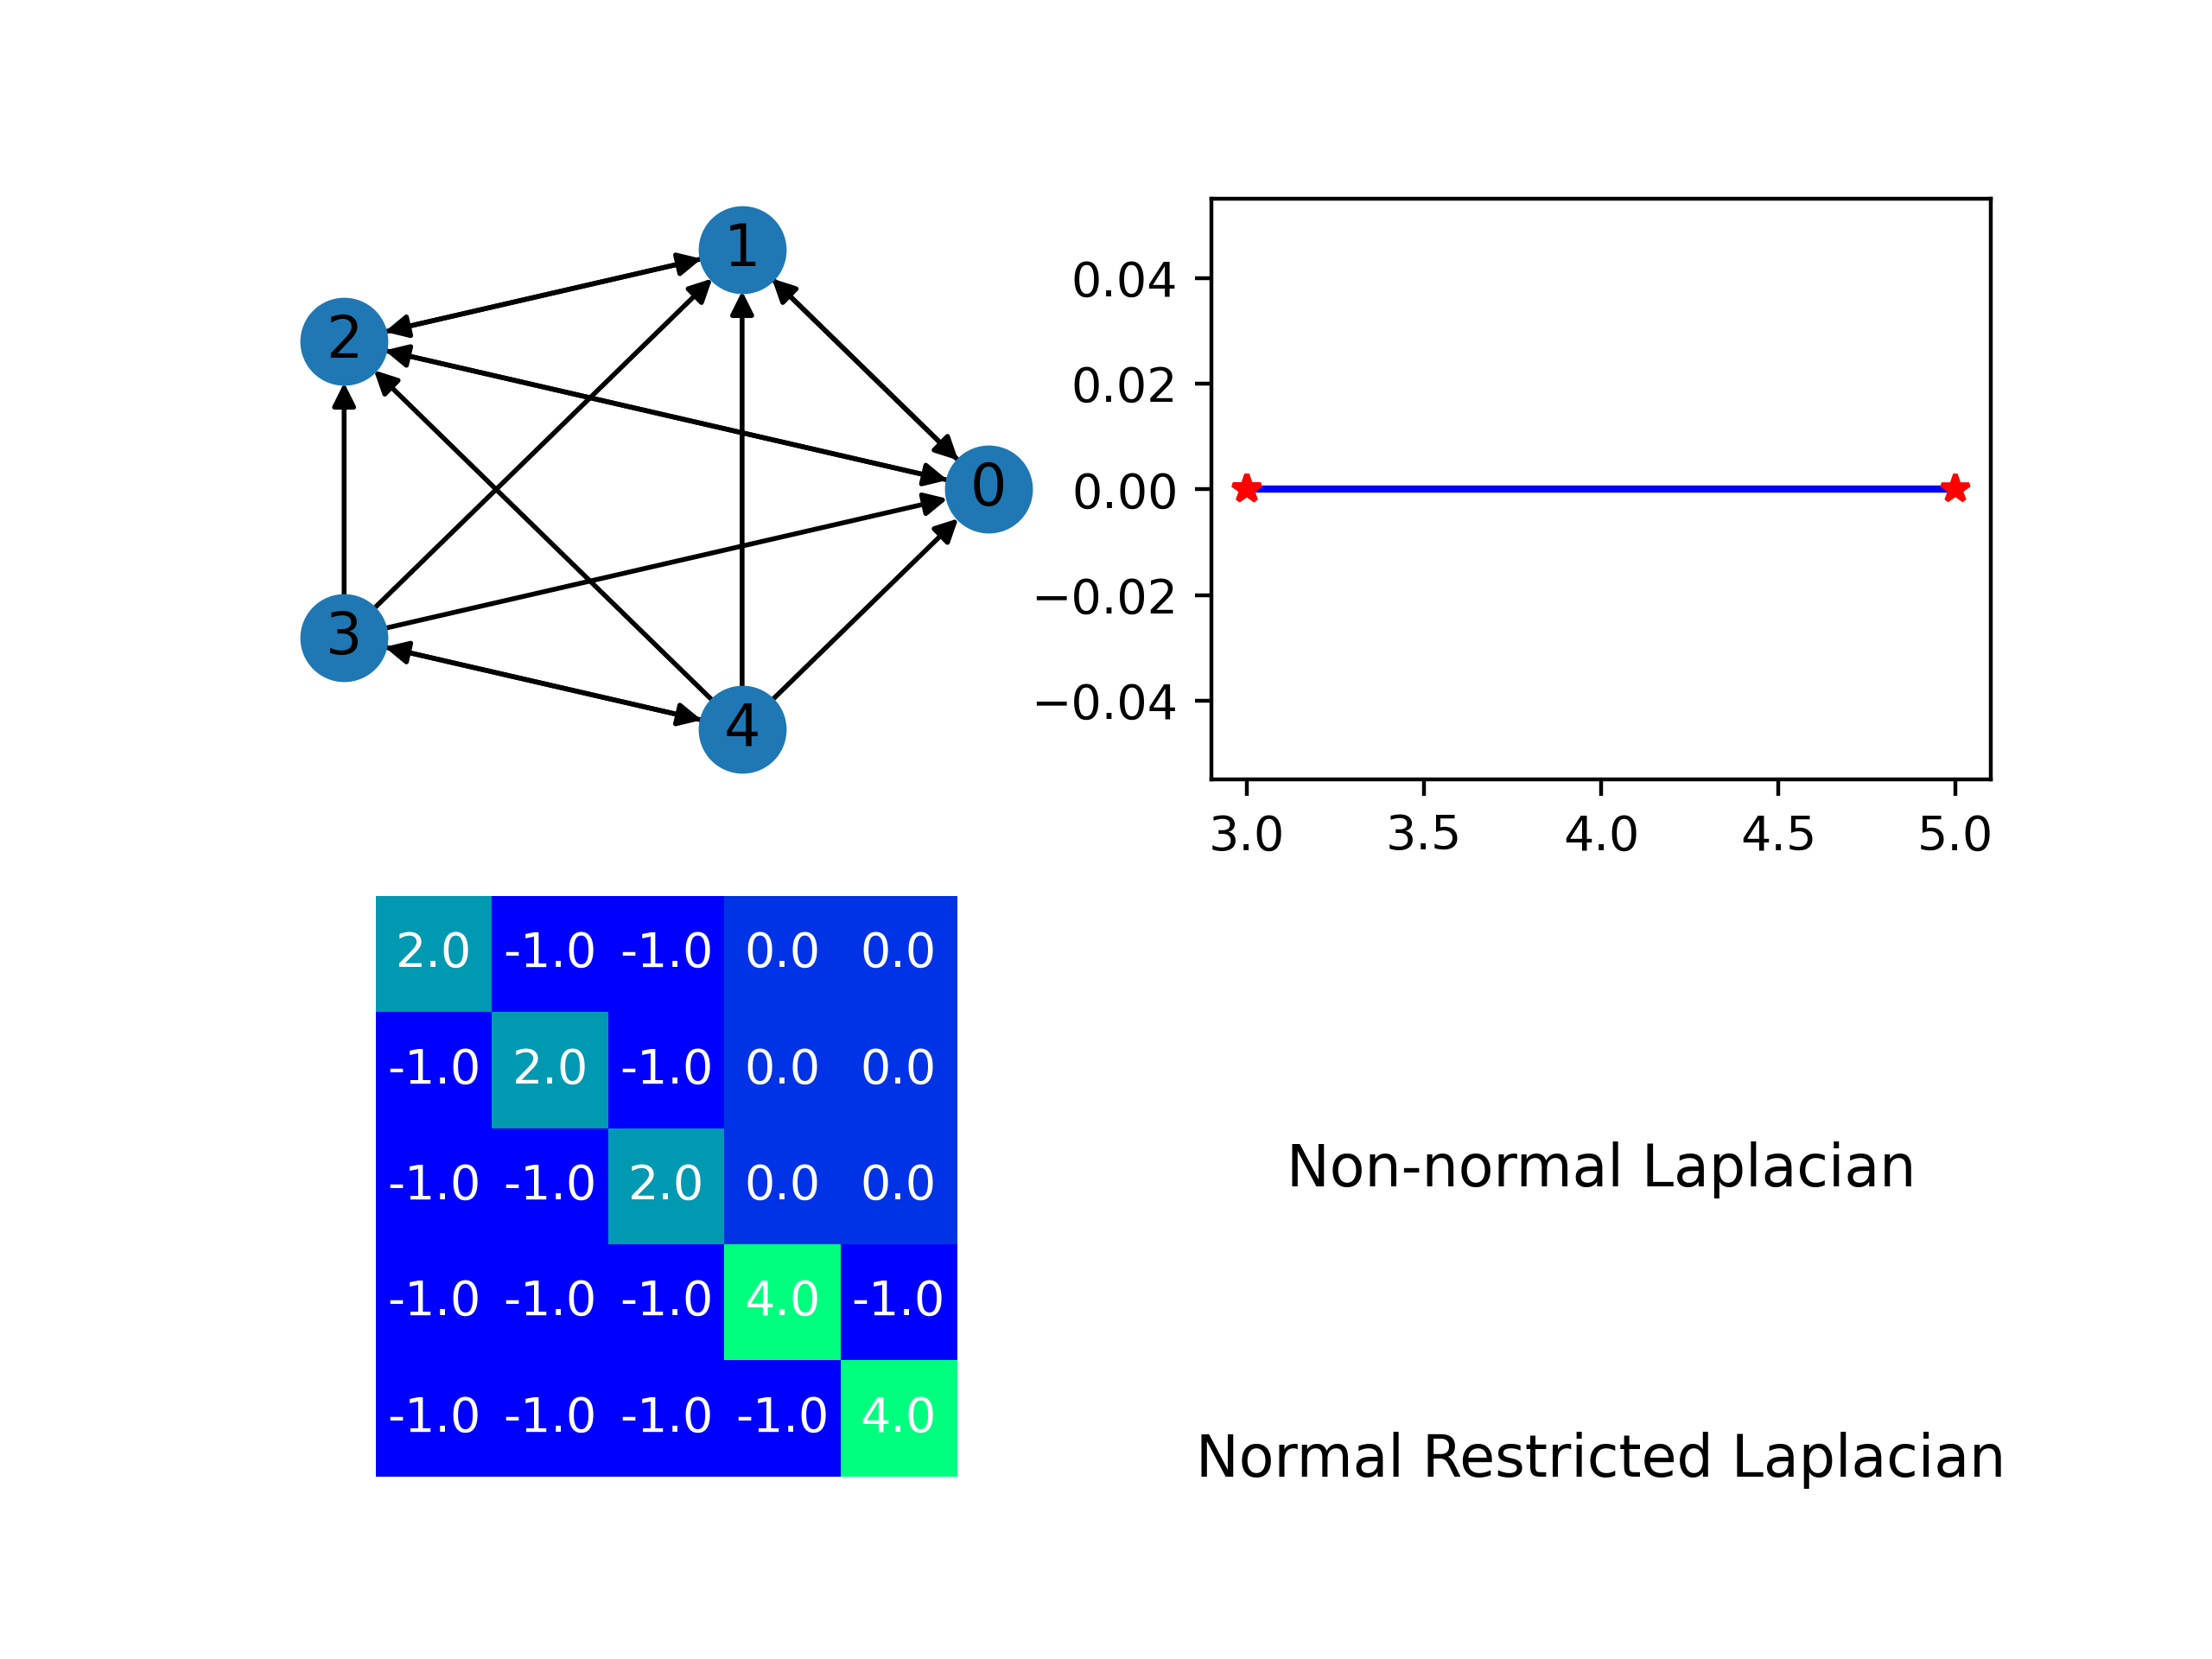 1
2
0
3
4
0.04
0.02
0.00
−0.02
−0.04
3.0 3.5 4.0 4.5 5.0
2.0 -1.0 -1.0 0.0 0.0
-1.0 2.0 -1.0 0.0 0.0
-1.0 -1.0 2.0 0.0 0.0
-1.0 -1.0 -1.0 4.0 -1.0
-1.0 -1.0 -1.0 -1.0 4.0
Non-normal Laplacian
Normal Restricted Laplacian